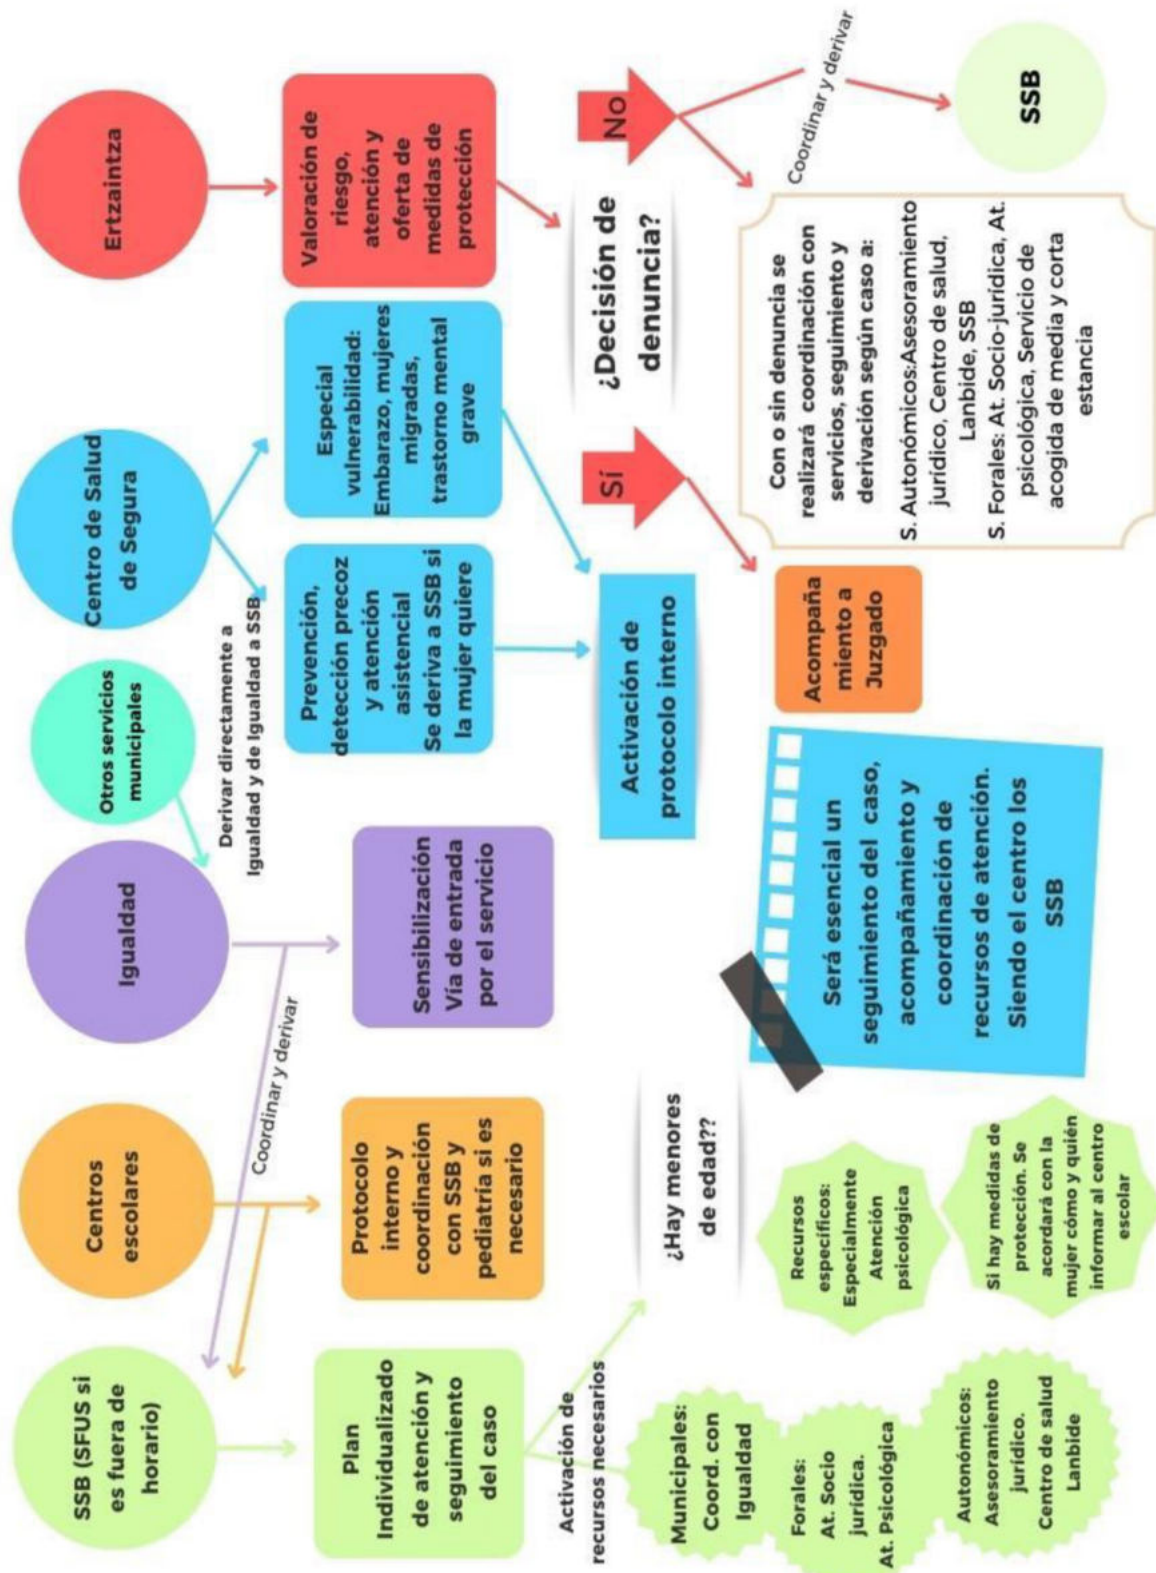 SSB (SFUS si
es fuera de
horario)
Centros
escolares
Igualdad
Otros servicios
municipales
Centro de Salud
de Segura
Ertzaintza
Coordinar y derivar
Derivar directamente a
Igualdad y de Igualdad a SSB
Plan
Individualizado
de atención y
seguimiento
del caso
Protocolo
interno y
coordinación
con SSB y
pediatría si es
necesario
Sensibilización
Vía de entrada
por el servicio
Prevención,
detección precoz
y atención
asistencial
Se deriva a SSB si
la mujer quiere
Especial
vulnerabilidad:
Embarazo, mujeres
migradas,
trastorno mental
grave
Valoración de
riesgo,
atención y
oferta de
medidas de
protección
Activación de
recursos necesarios
¿Hay menores
de edad??
Activación de
protocolo interno
Sí
¿Decisión de
denuncia?
No
Coordinar y derivar
SSB
Municipales:
Coord. con
Igualdad
Forales:
At. Socio
jurídica.
At. Psicológica
Autonómicos:
Asesoramiento
jurídico.
Centro de salud
Lanbide
Recursos
específicos:
Especialmente
Atención
psicológica
Si hay medidas de
protección. Se
acordará con la
mujer cómo y quién
informar al centro
escolar
Será esencial un
seguimiento del caso,
acompañamiento y
coordinación de
recursos de atención.
Siendo el centro los
SSB
Acompaña
miento a
Juzgado
Con o sin denuncia se
realizará coordinación con
servicios, seguimiento y
derivación según caso a:
S. Autonómicos:Asesoramiento
jurídico, Centro de salud,
Lanbide, SSB
S. Forales: At. Socio-jurídica, At.
psicológica, Servicio de
acogida de media y corta
estancia